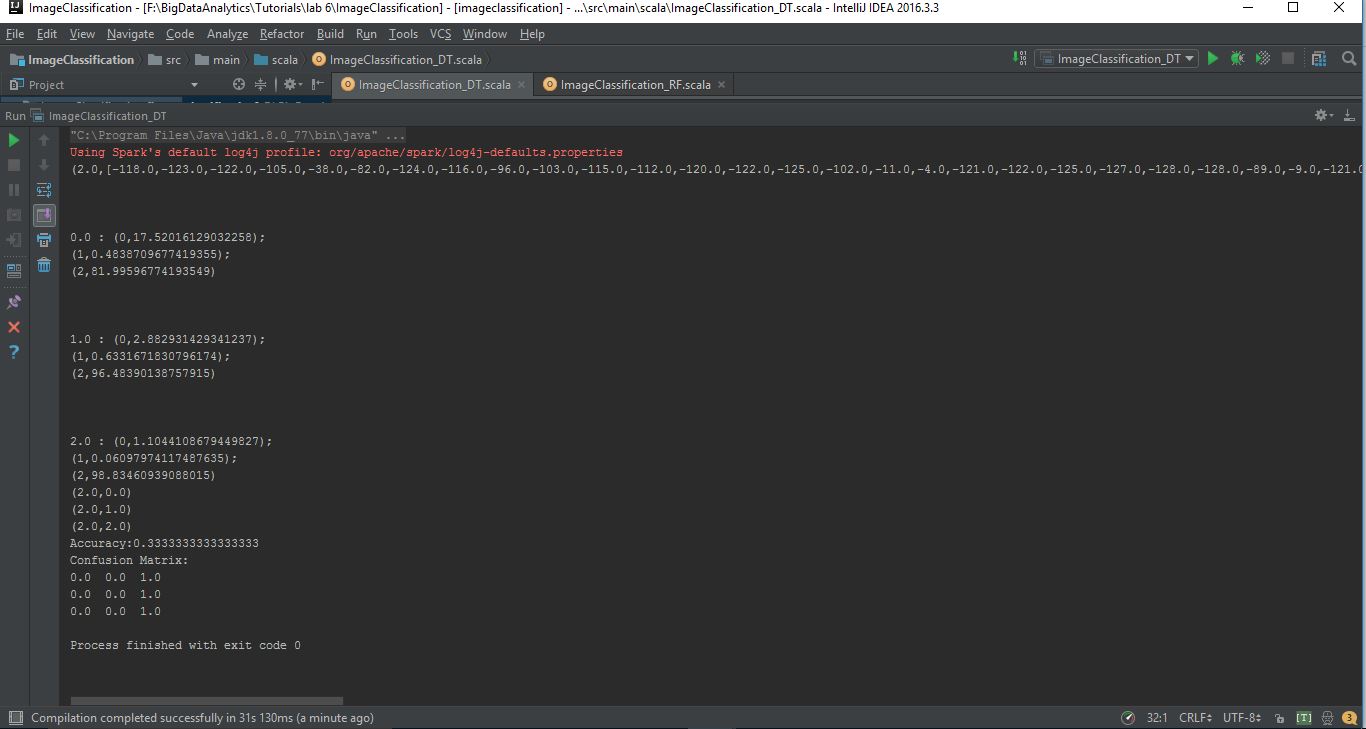 ImageClassification - [F:\BigDataAnalytics\Tutorials\lab 6\ImageClassification] - [imageclassification] - ...\src\main\scala\ImageClassification_DT.scala - IntelliJ IDEA 2016.3.3
File Edit View Navigate Code Analyze Refactor Build Run Tools VCS Window Help
ImageClassification src main scala ImageClassification_DT.scala ImageClassification_DT
Project ImageClassification_DT.scala ImageClassification_RF.scala
Run ImageClassification_DT
"C:\Program Files\Java\jdk1.8.0_77\bin\java" ...
Using Spark's default log4j profile: org/apache/spark/log4j-defaults.properties
(2.0,[-118.0,-123.0,-122.0,-105.0,-38.0,-82.0,-124.0,-116.0,-96.0,-103.0,-115.0,-112.0,-120.0,-122.0,-125.0,-102.0,-11.0,-4.0,-121.0,-122.0,-125.0,-127.0,-128.0,-128.0,-89.0,-9.0,-121.0
0.0 : (0,17.52016129032258);
(1,0.4838709677419355);
(2,81.99596774193549)
1.0 : (0,2.882931429341237);
(1,0.6331671830796174);
(2,96.48390138757915)
2.0 : (0,1.1044108679449827);
(1,0.06097974117487635);
(2,98.83460939088015)
(2.0,0.0)
(2.0,1.0)
(2.0,2.0)
Accuracy:0.3333333333333333
Confusion Matrix:
0.0 0.0 1.0
0.0 0.0 1.0
0.0 0.0 1.0
Process finished with exit code 0
Compilation completed successfully in 31s 130ms (a minute ago) 32:1 CRLF UTF-8 [T] 3